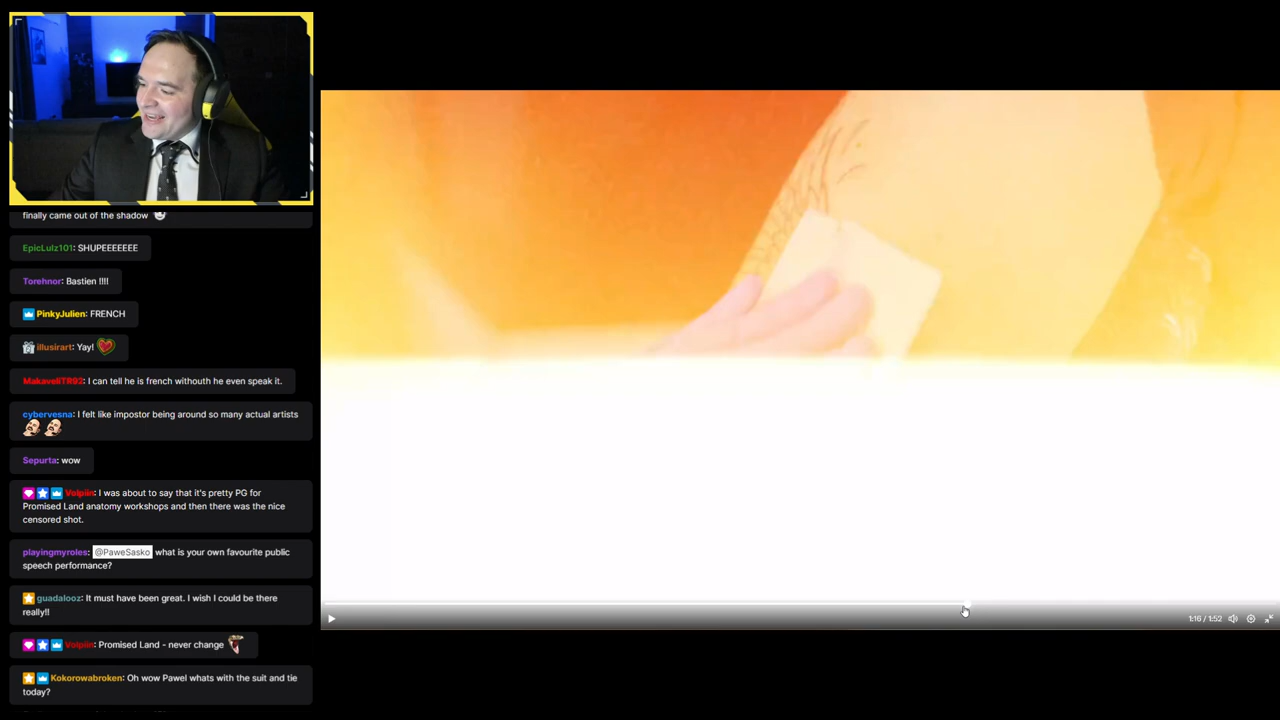 finally came out of the shadow
EpicLulz101: SHUPEEEEEE
Torehnor: Bastien !!!!
PinkyJulien: FRENCH
illusirart: Yay!
MakaveliTR92: I can tell he is french withouth he even speak it.
cybervesna: I felt like impostor being around so many actual artists
Sepurta: wow
Volpiin: I was about to say that it's pretty PG for
Promised Land anatomy workshops and then there was the nice
censored shot.
playingmyroles: @PaweSasko what is your own favourite public
speech performance?
guadalooz: It must have been great. I wish I could be there
really!!
Volpiin: Promised Land - never change
Kokorowabroken: Oh wow Pawel whats with the suit and tie
today?
1:16 / 1:52